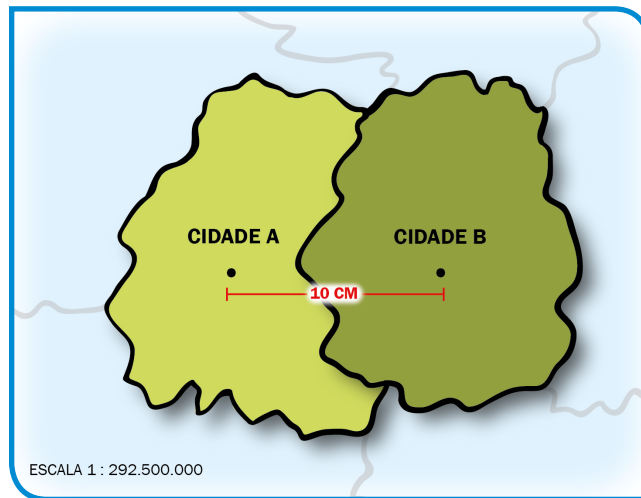 CIDADE A
CIDADE B
10 CM
ESCALA 1 : 292.500.000